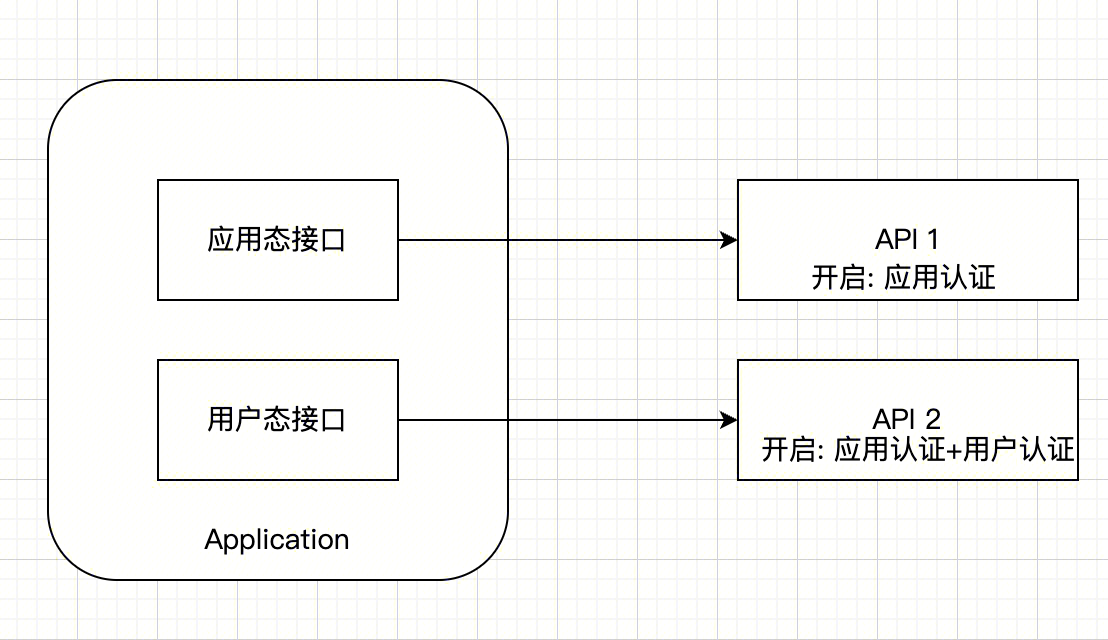 应用态接口
API 1
开启: 应用认证
用户态接口
API 2
开启: 应用认证+用户认证
Application